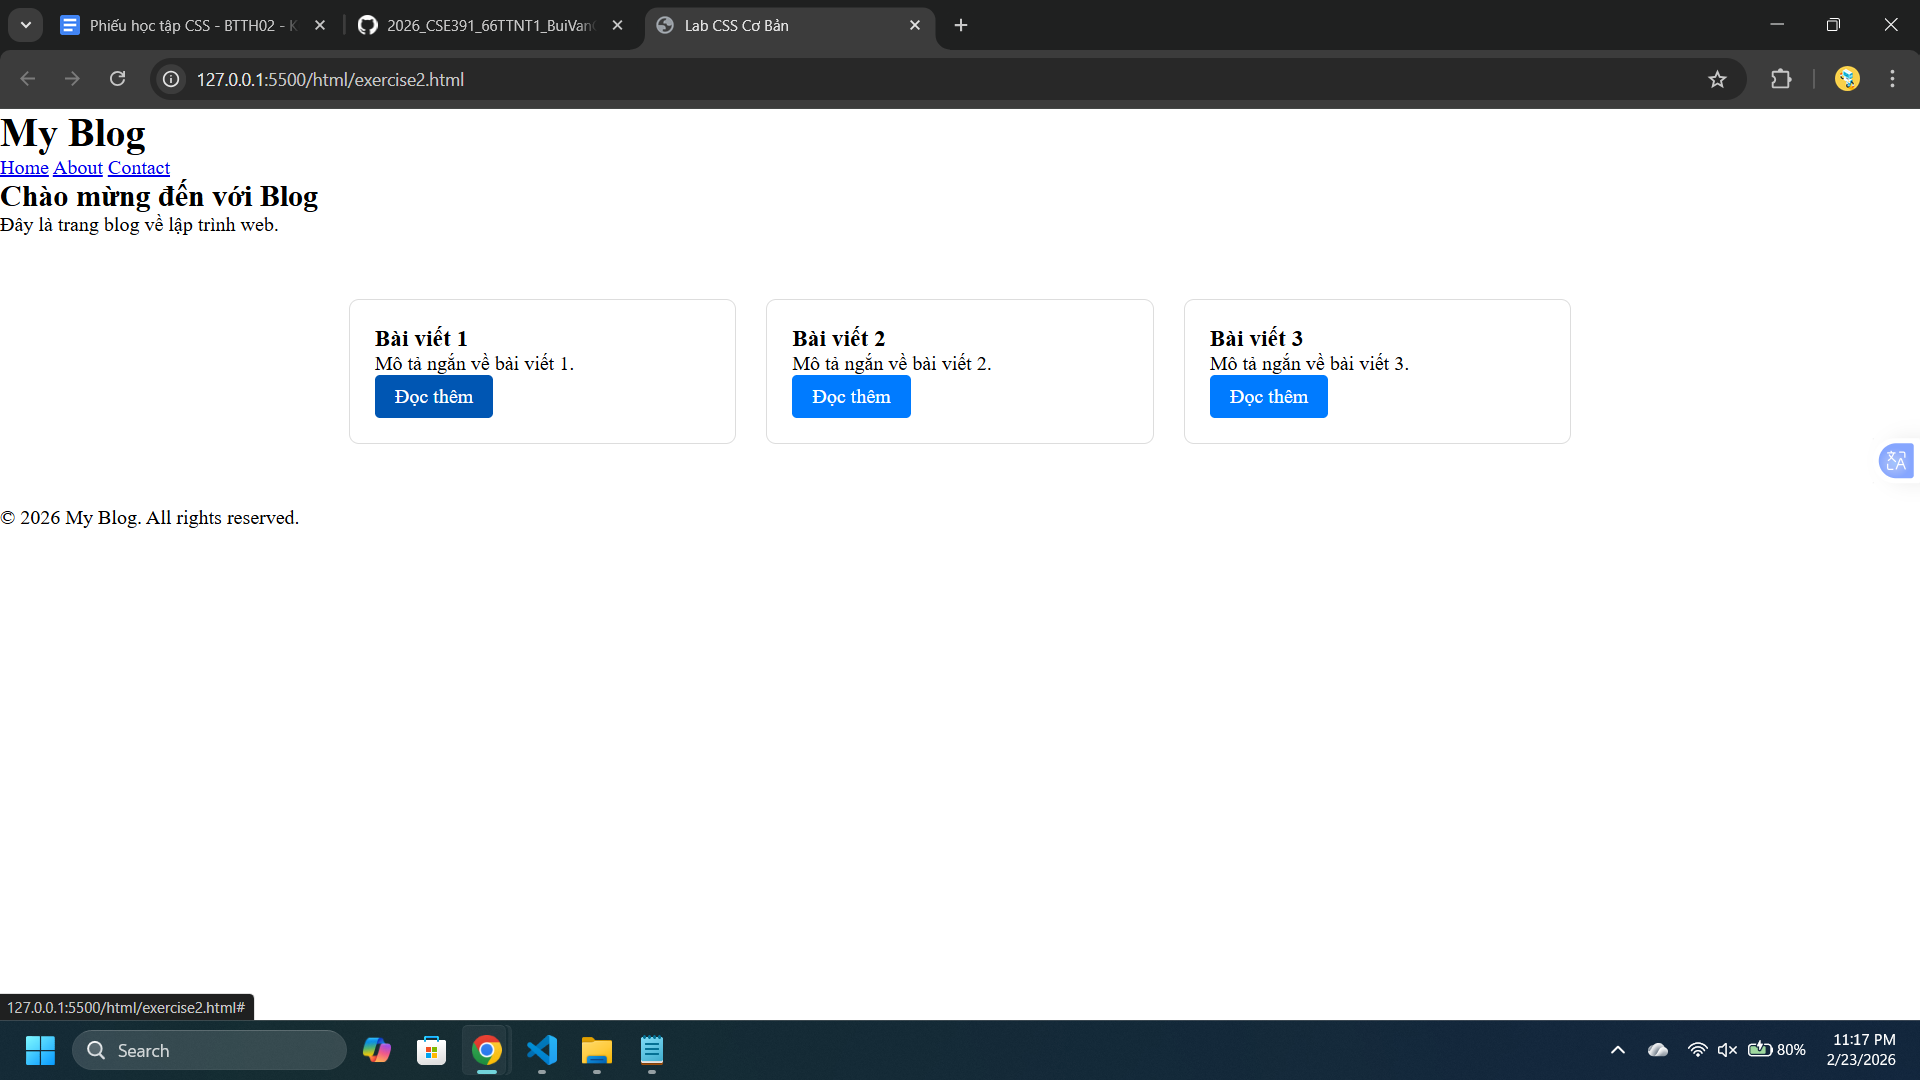 Phiếu học tập CSS - BTTH02 - K
2026_CSE391_66TTNT1_BuiVan
Lab CSS Cơ Bản
127.0.0.1:5500/html/exercise2.html
My Blog
Home About Contact
Chào mừng đến với Blog
Đây là trang blog về lập trình web.
Bài viết 1
Mô tả ngắn về bài viết 1.
Đọc thêm
Bài viết 2
Mô tả ngắn về bài viết 2.
Đọc thêm
Bài viết 3
Mô tả ngắn về bài viết 3.
Đọc thêm
© 2026 My Blog. All rights reserved.
127.0.0.1:5500/html/exercise2.html#
Search
80%
11:17 PM
2/23/2026